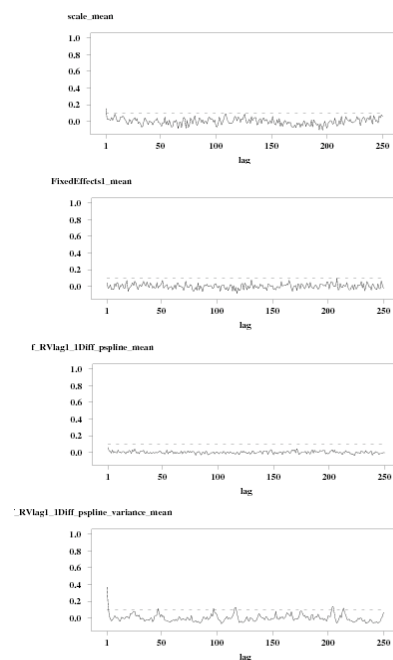 scale_mean
1.0
0.8
0.6
0.4
0.2
0.0
1 50 100 150 200 250
lag
FixedEffects1_mean
1.0
0.8
0.6
0.4
0.2
0.0
1 50 100 150 200 250
lag
f_RVlag1_1Diff_pspline_mean
1.0
0.8
0.6
0.4
0.2
0.0
1 50 100 150 200 250
lag
_RVlag1_1Diff_pspline_variance_mean
1.0
0.8
0.6
0.4
0.2
0.0
1 50 100 150 200 250
lag